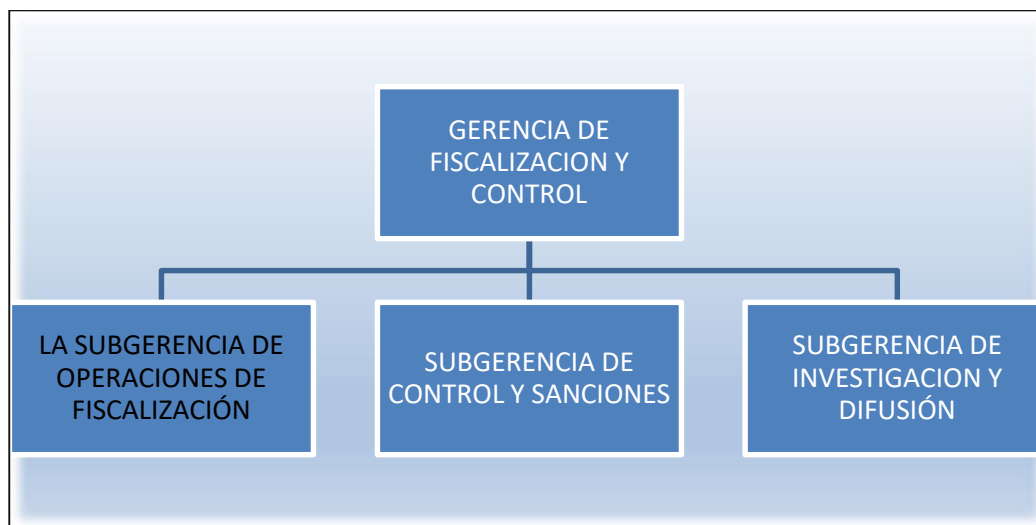 GERENCIA DE
FISCALIZACION Y
CONTROL
LA SUBGERENCIA DE
OPERACIONES DE
FISCALIZACIÓN
SUBGERENCIA DE
CONTROL Y SANCIONES
SUBGERENCIA DE
INVESTIGACION Y
DIFUSIÓN